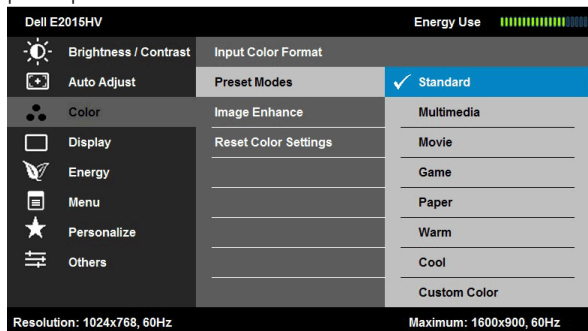 Dell E2015HV Energy Use
Brightness / Contrast Input Color Format
Auto Adjust Preset Modes Standard
Color Image Enhance Multimedia
Display Reset Color Settings Movie
Energy Game
Menu Paper
Personalize Warm
Others Cool
Custom Color
Resolution: 1024x768, 60Hz Maximum: 1600x900, 60Hz